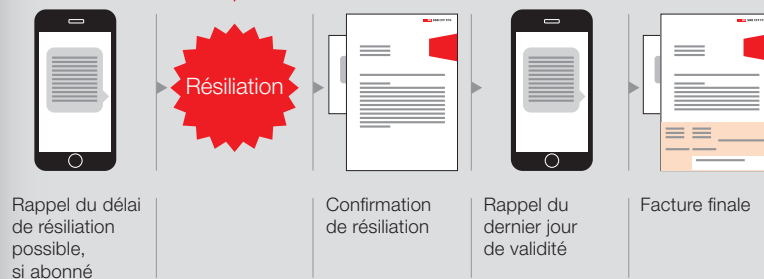 Résiliation
Rappel du délai
de résiliation
possible,
si abonné
Confirmation
de résiliation
Rappel du
dernier jour
de validité
Facture finale